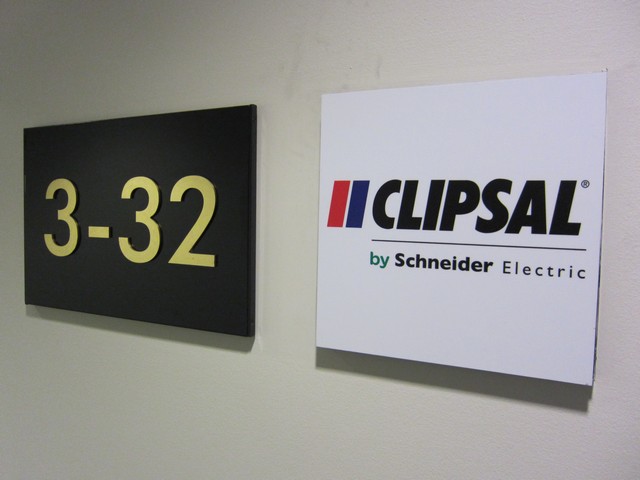 3-32
CLIPSAL®
by Schneider Electric